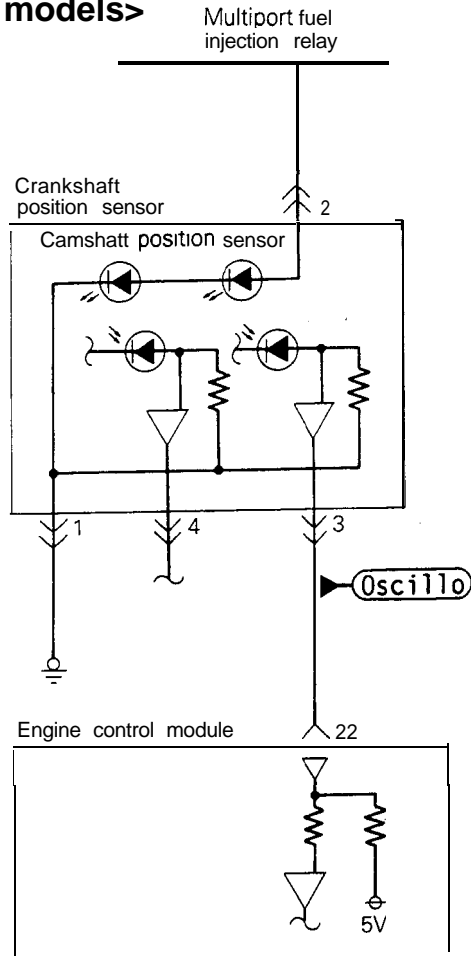 models>
Multiport fuel
injection relay
Crankshaft
position sensor
2
Camshatt position sensor
1
4
3
Oscillo
Engine control module
22
5V